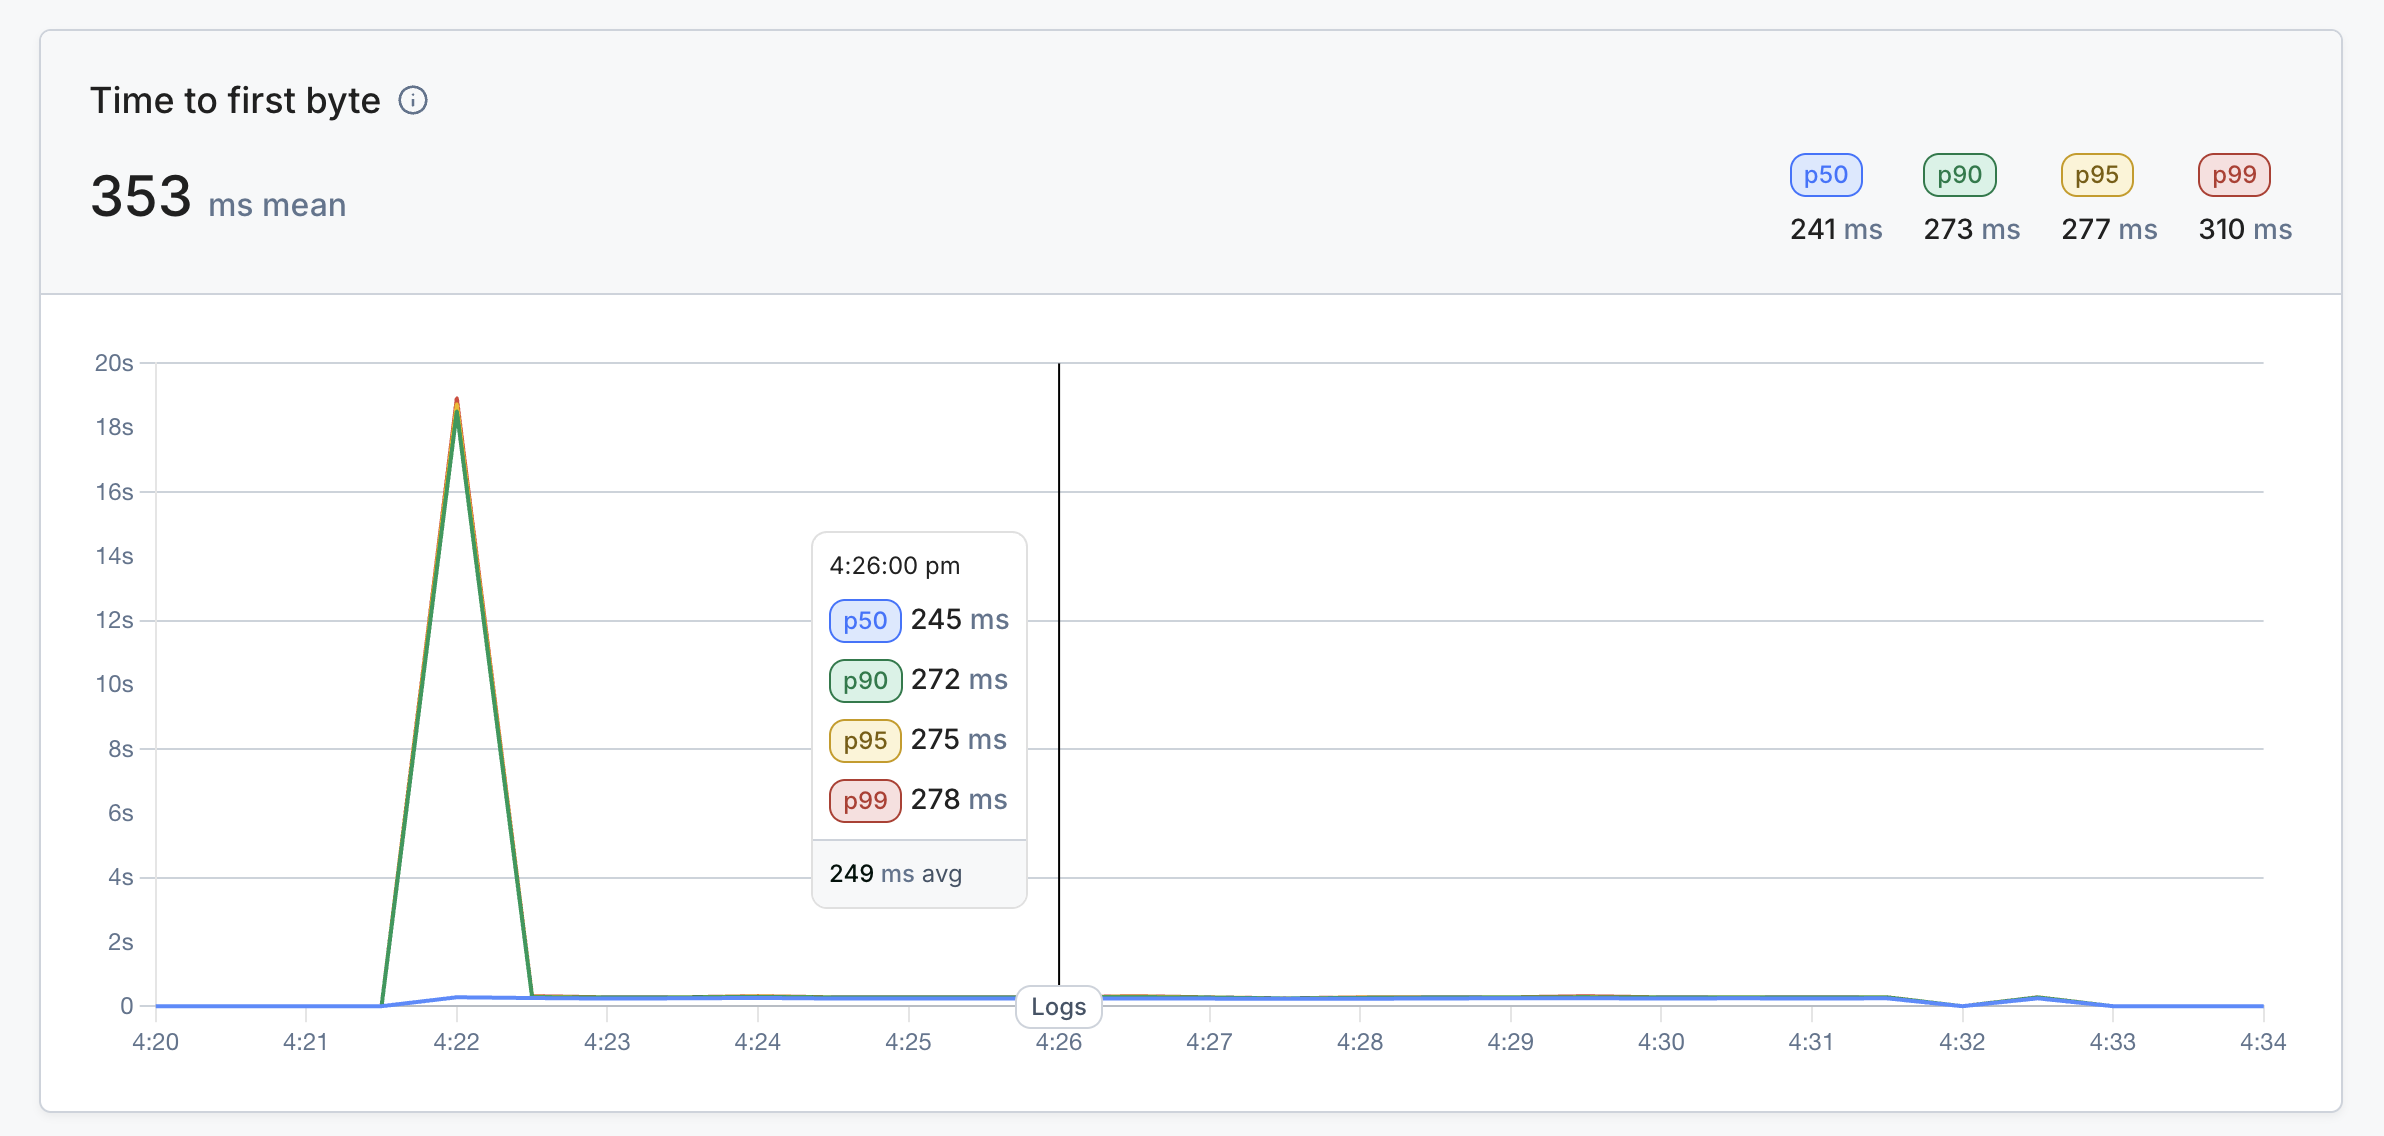 Time to first byte
353 ms mean
p50 p90 p95 p99
241 ms 273 ms 277 ms 310 ms
20s
18s
16s
14s
12s
10s
8s
6s
4s
2s
0
4:26:00 pm
p50 245 ms
p90 272 ms
p95 275 ms
p99 278 ms
249 ms avg
Logs
4:20 4:21 4:22 4:23 4:24 4:25 4:26 4:27 4:28 4:29 4:30 4:31 4:32 4:33 4:34